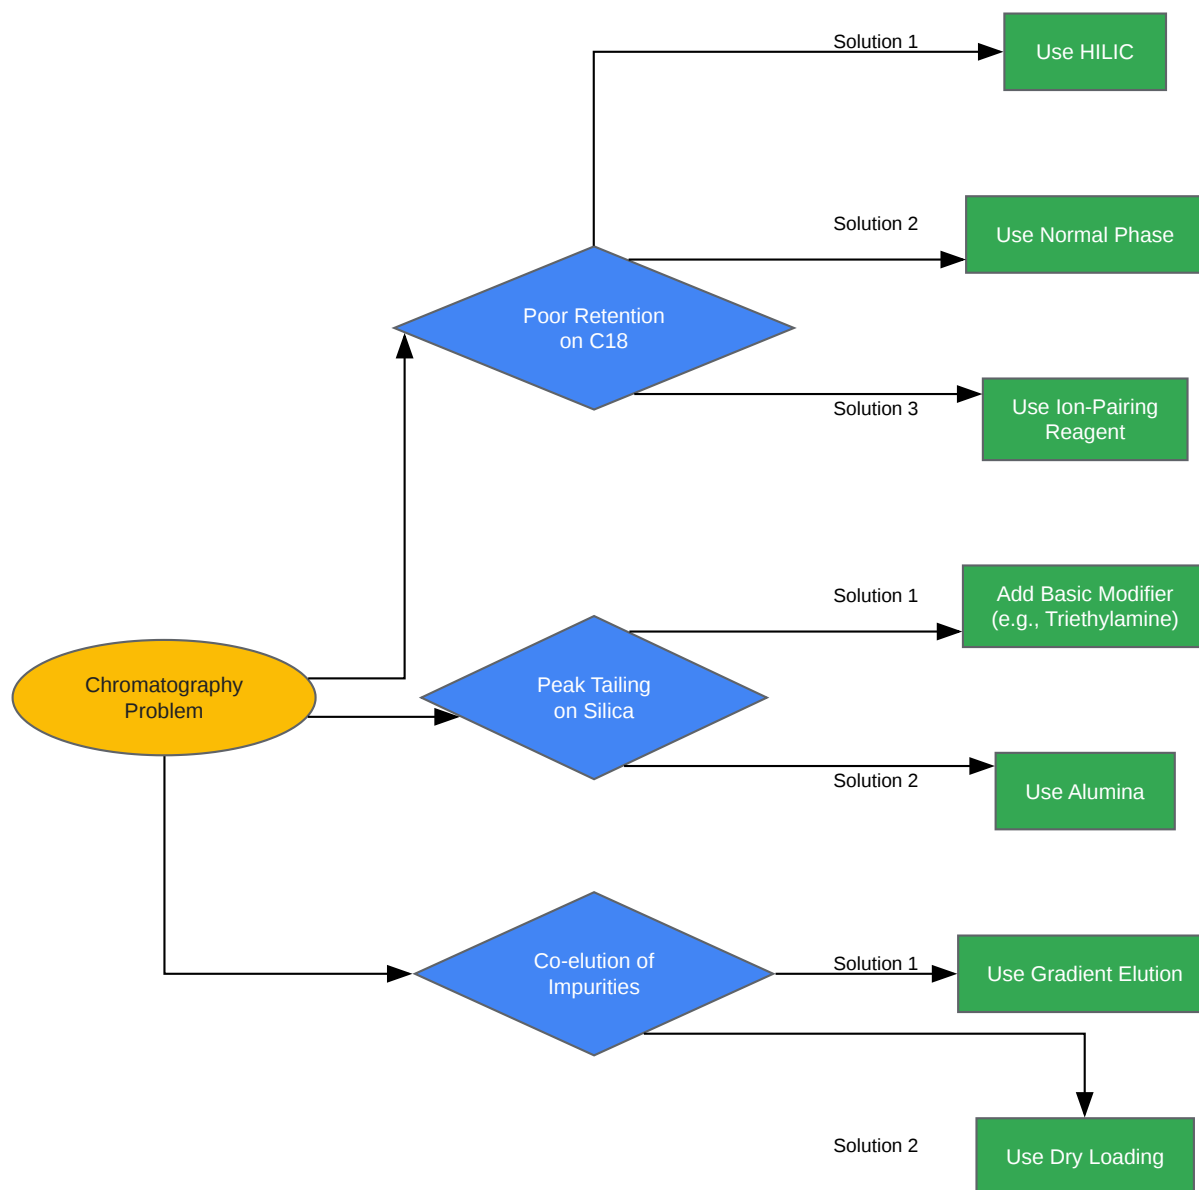 Solution 1
Use HILIC
Solution 2
Use Normal Phase
Poor Retention
on C18
Solution 3
Use Ion-Pairing
Reagent
Solution 1
Add Basic Modifier
(e.g., Triethylamine)
Chromatography
Problem
Peak Tailing
on Silica
Solution 2
Use Alumina
Co-elution of
Impurities
Solution 1
Use Gradient Elution
Solution 2
Use Dry Loading